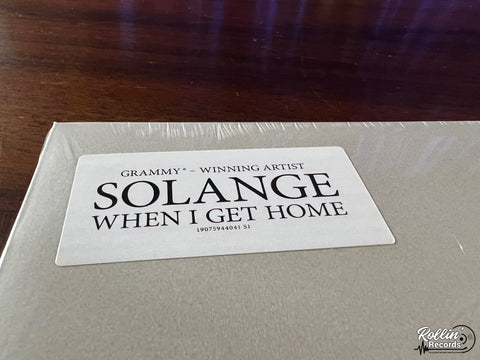 GRAMMY® - WINNING ARTIST
SOLANGE
WHEN I GET HOME
19075944041 S1
Rollin
Records